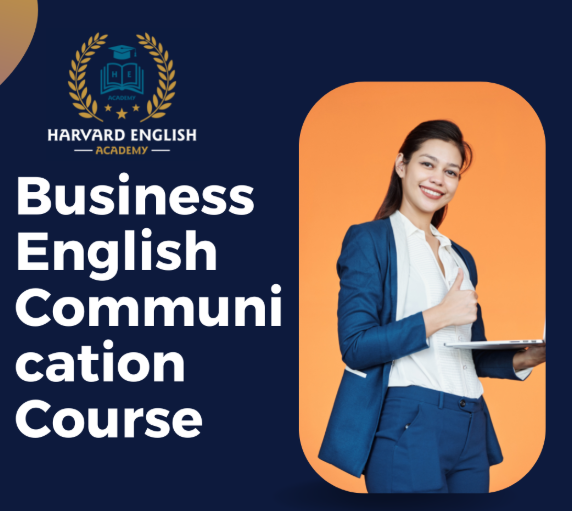 H E
ACADEMY
HARVARD ENGLISH
ACADEMY
Business
English
Communi
cation
Course